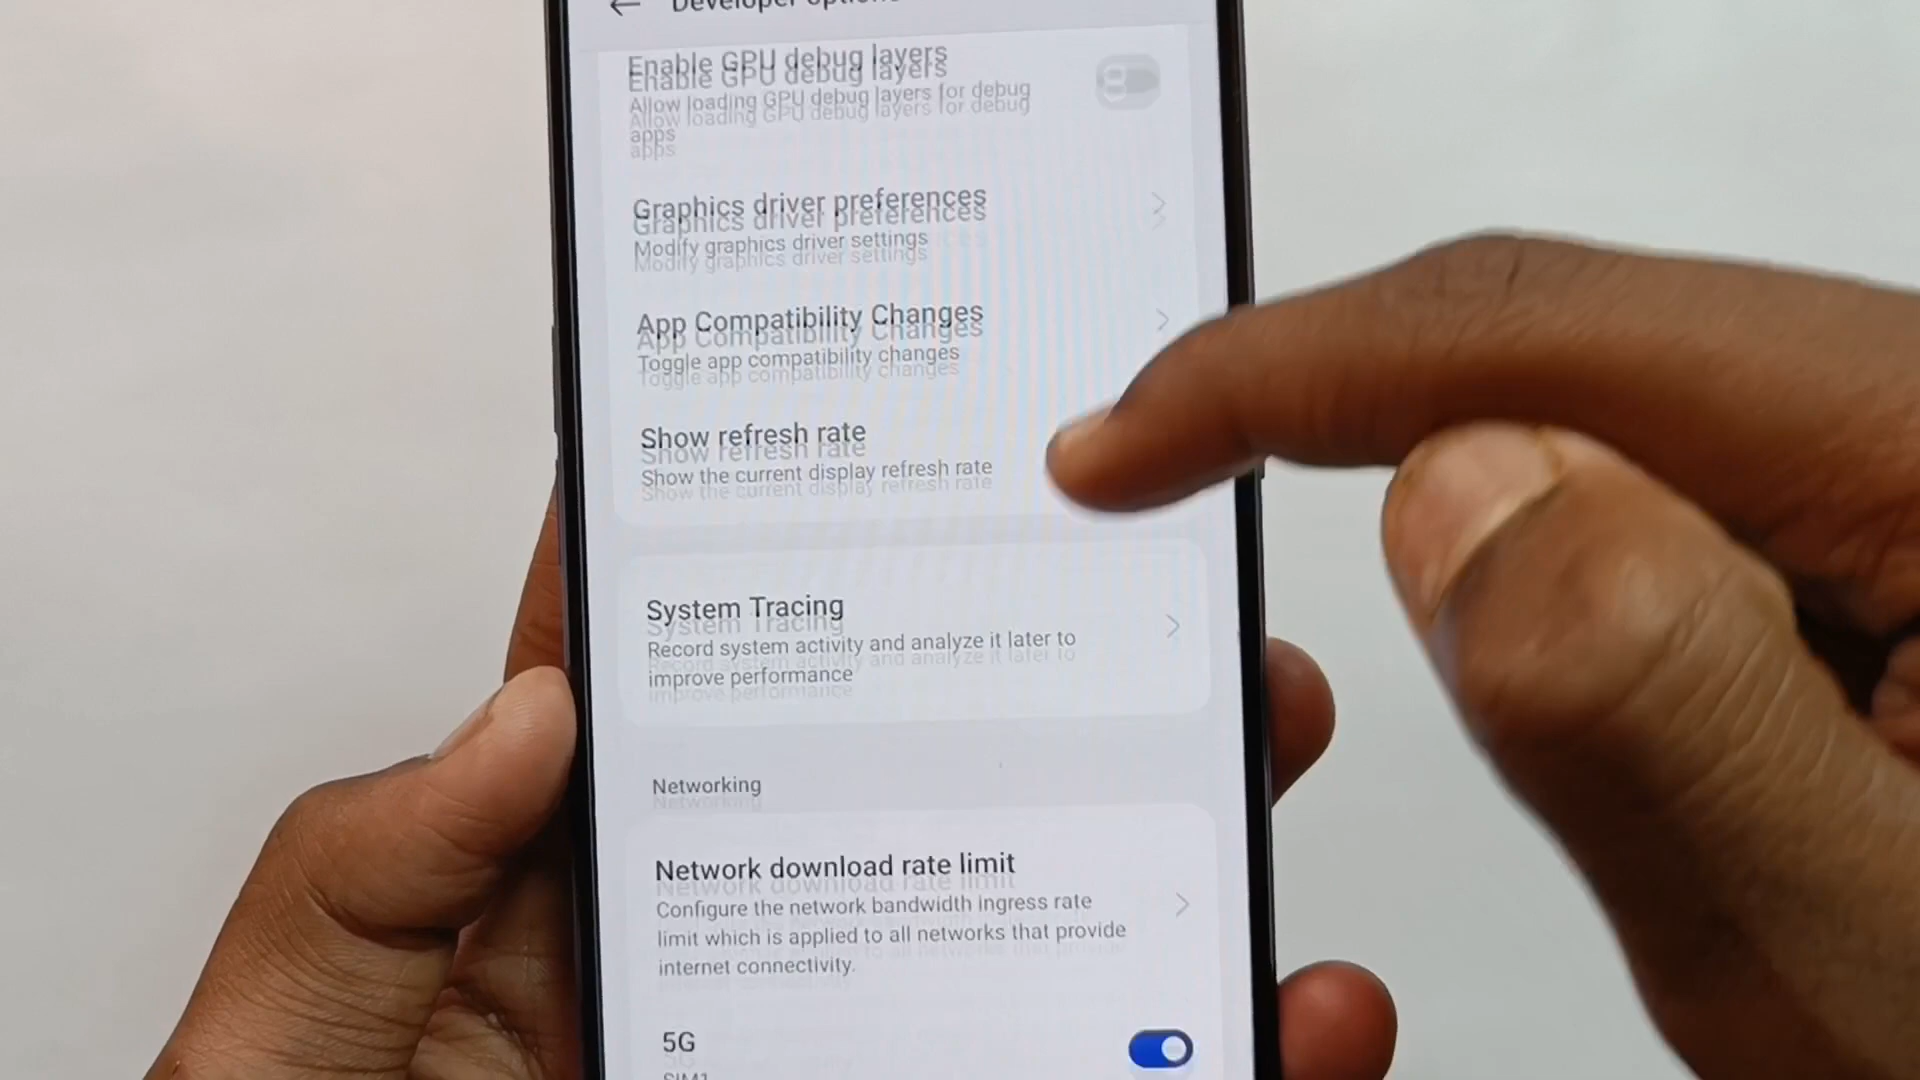 Developer options
Enable GPU debug layers
Allow loading GPU debug layers for debug
apps
Graphics driver preferences
Modify graphics driver settings
App Compatibility Changes
Toggle app compatibility changes
Show refresh rate
Show the current display refresh rate
System Tracing
Record system activity and analyze it later to
improve performance
Networking
Network download rate limit
Configure the network bandwidth ingress rate
limit which is applied to all networks that provide
internet connectivity.
5G
SIM1